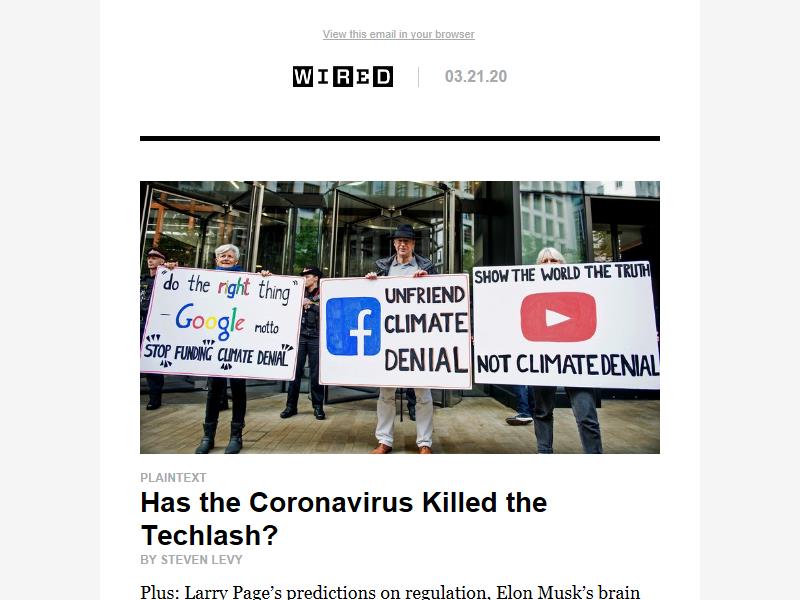 View this email in your browser
WIRED
03.21.20
"do the right thing"
- Google motto
"STOP FUNDING CLIMATE DENIAL"
f
UNFRIEND
CLIMATE
DENIAL
SHOW THE WORLD THE TRUTH
NOT CLIMATE DENIAL
PLAINTEXT
Has the Coronavirus Killed the
Techlash?
BY STEVEN LEVY
Plus: Larry Page’s predictions on regulation, Elon Musk’s brain